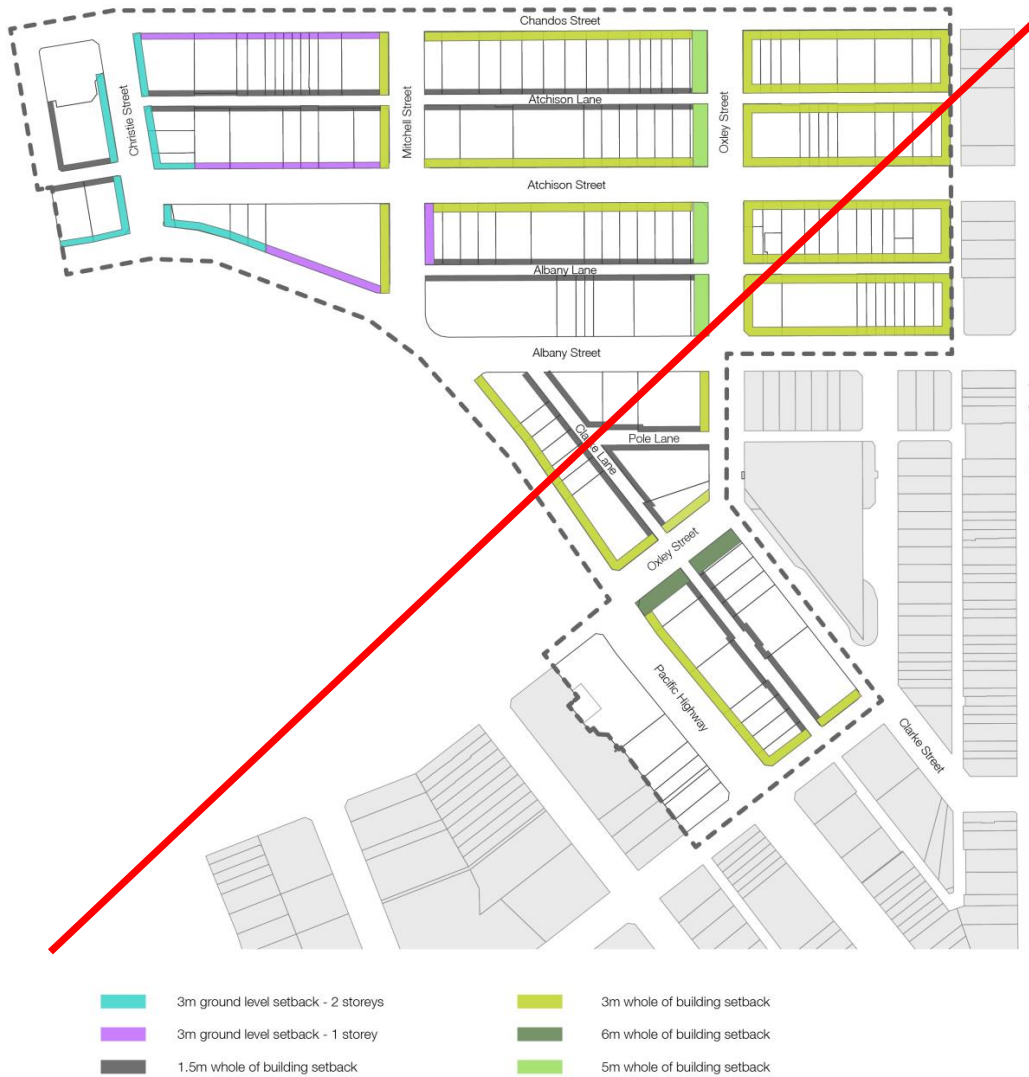 Chandos Street
Christie Street
Mitchell Street
Atchison Lane
Oxley Street
Atchison Street
Albany Lane
Albany Street
Clarke Lane
Pole Lane
Oxley Street
Pacific Highway
Clarke Street
3m ground level setback - 2 storeys
3m whole of building setback
3m ground level setback - 1 storey
6m whole of building setback
1.5m whole of building setback
5m whole of building setback